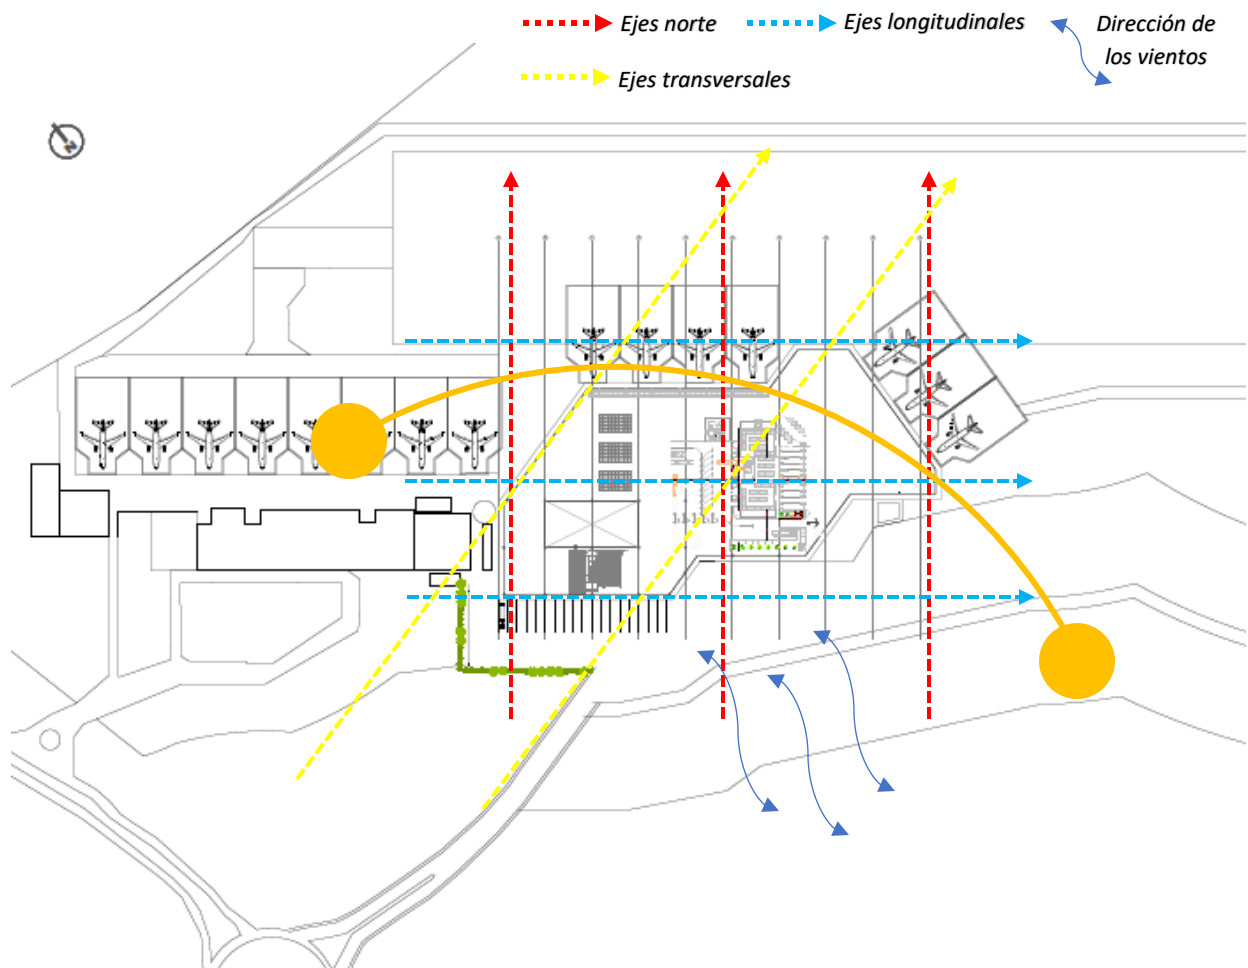 Ejes norte
Ejes longitudinales
Dirección de
los vientos
Ejes transversales